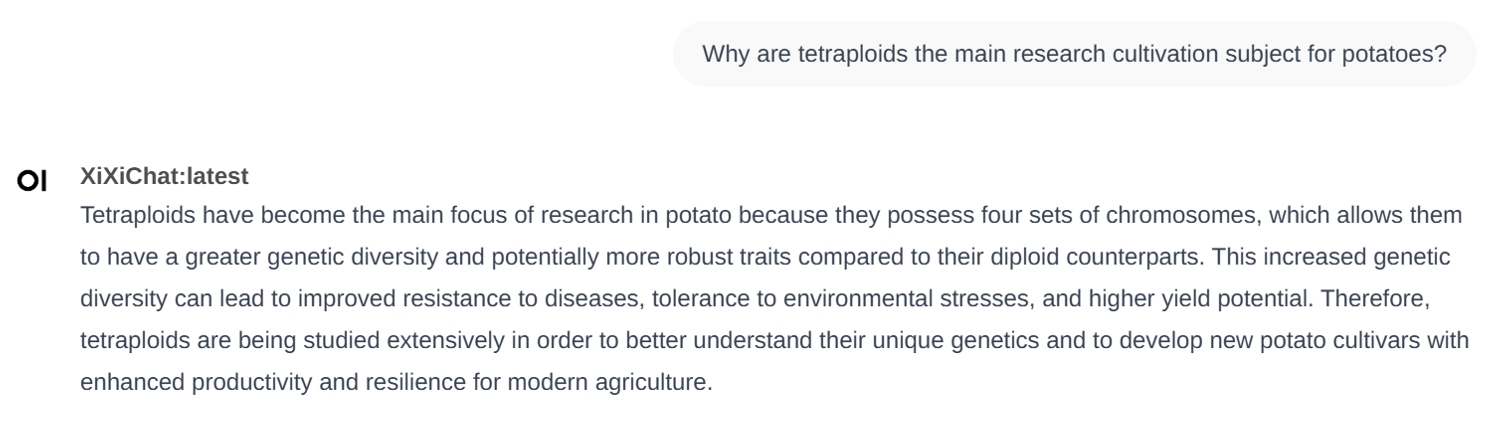 Why are tetraploids the main research cultivation subject for potatoes?
OI
XiXiChat:latest
Tetraploids have become the main focus of research in potato because they possess four sets of chromosomes, which allows them
to have a greater genetic diversity and potentially more robust traits compared to their diploid counterparts. This increased genetic
diversity can lead to improved resistance to diseases, tolerance to environmental stresses, and higher yield potential. Therefore,
tetraploids are being studied extensively in order to better understand their unique genetics and to develop new potato cultivars with
enhanced productivity and resilience for modern agriculture.